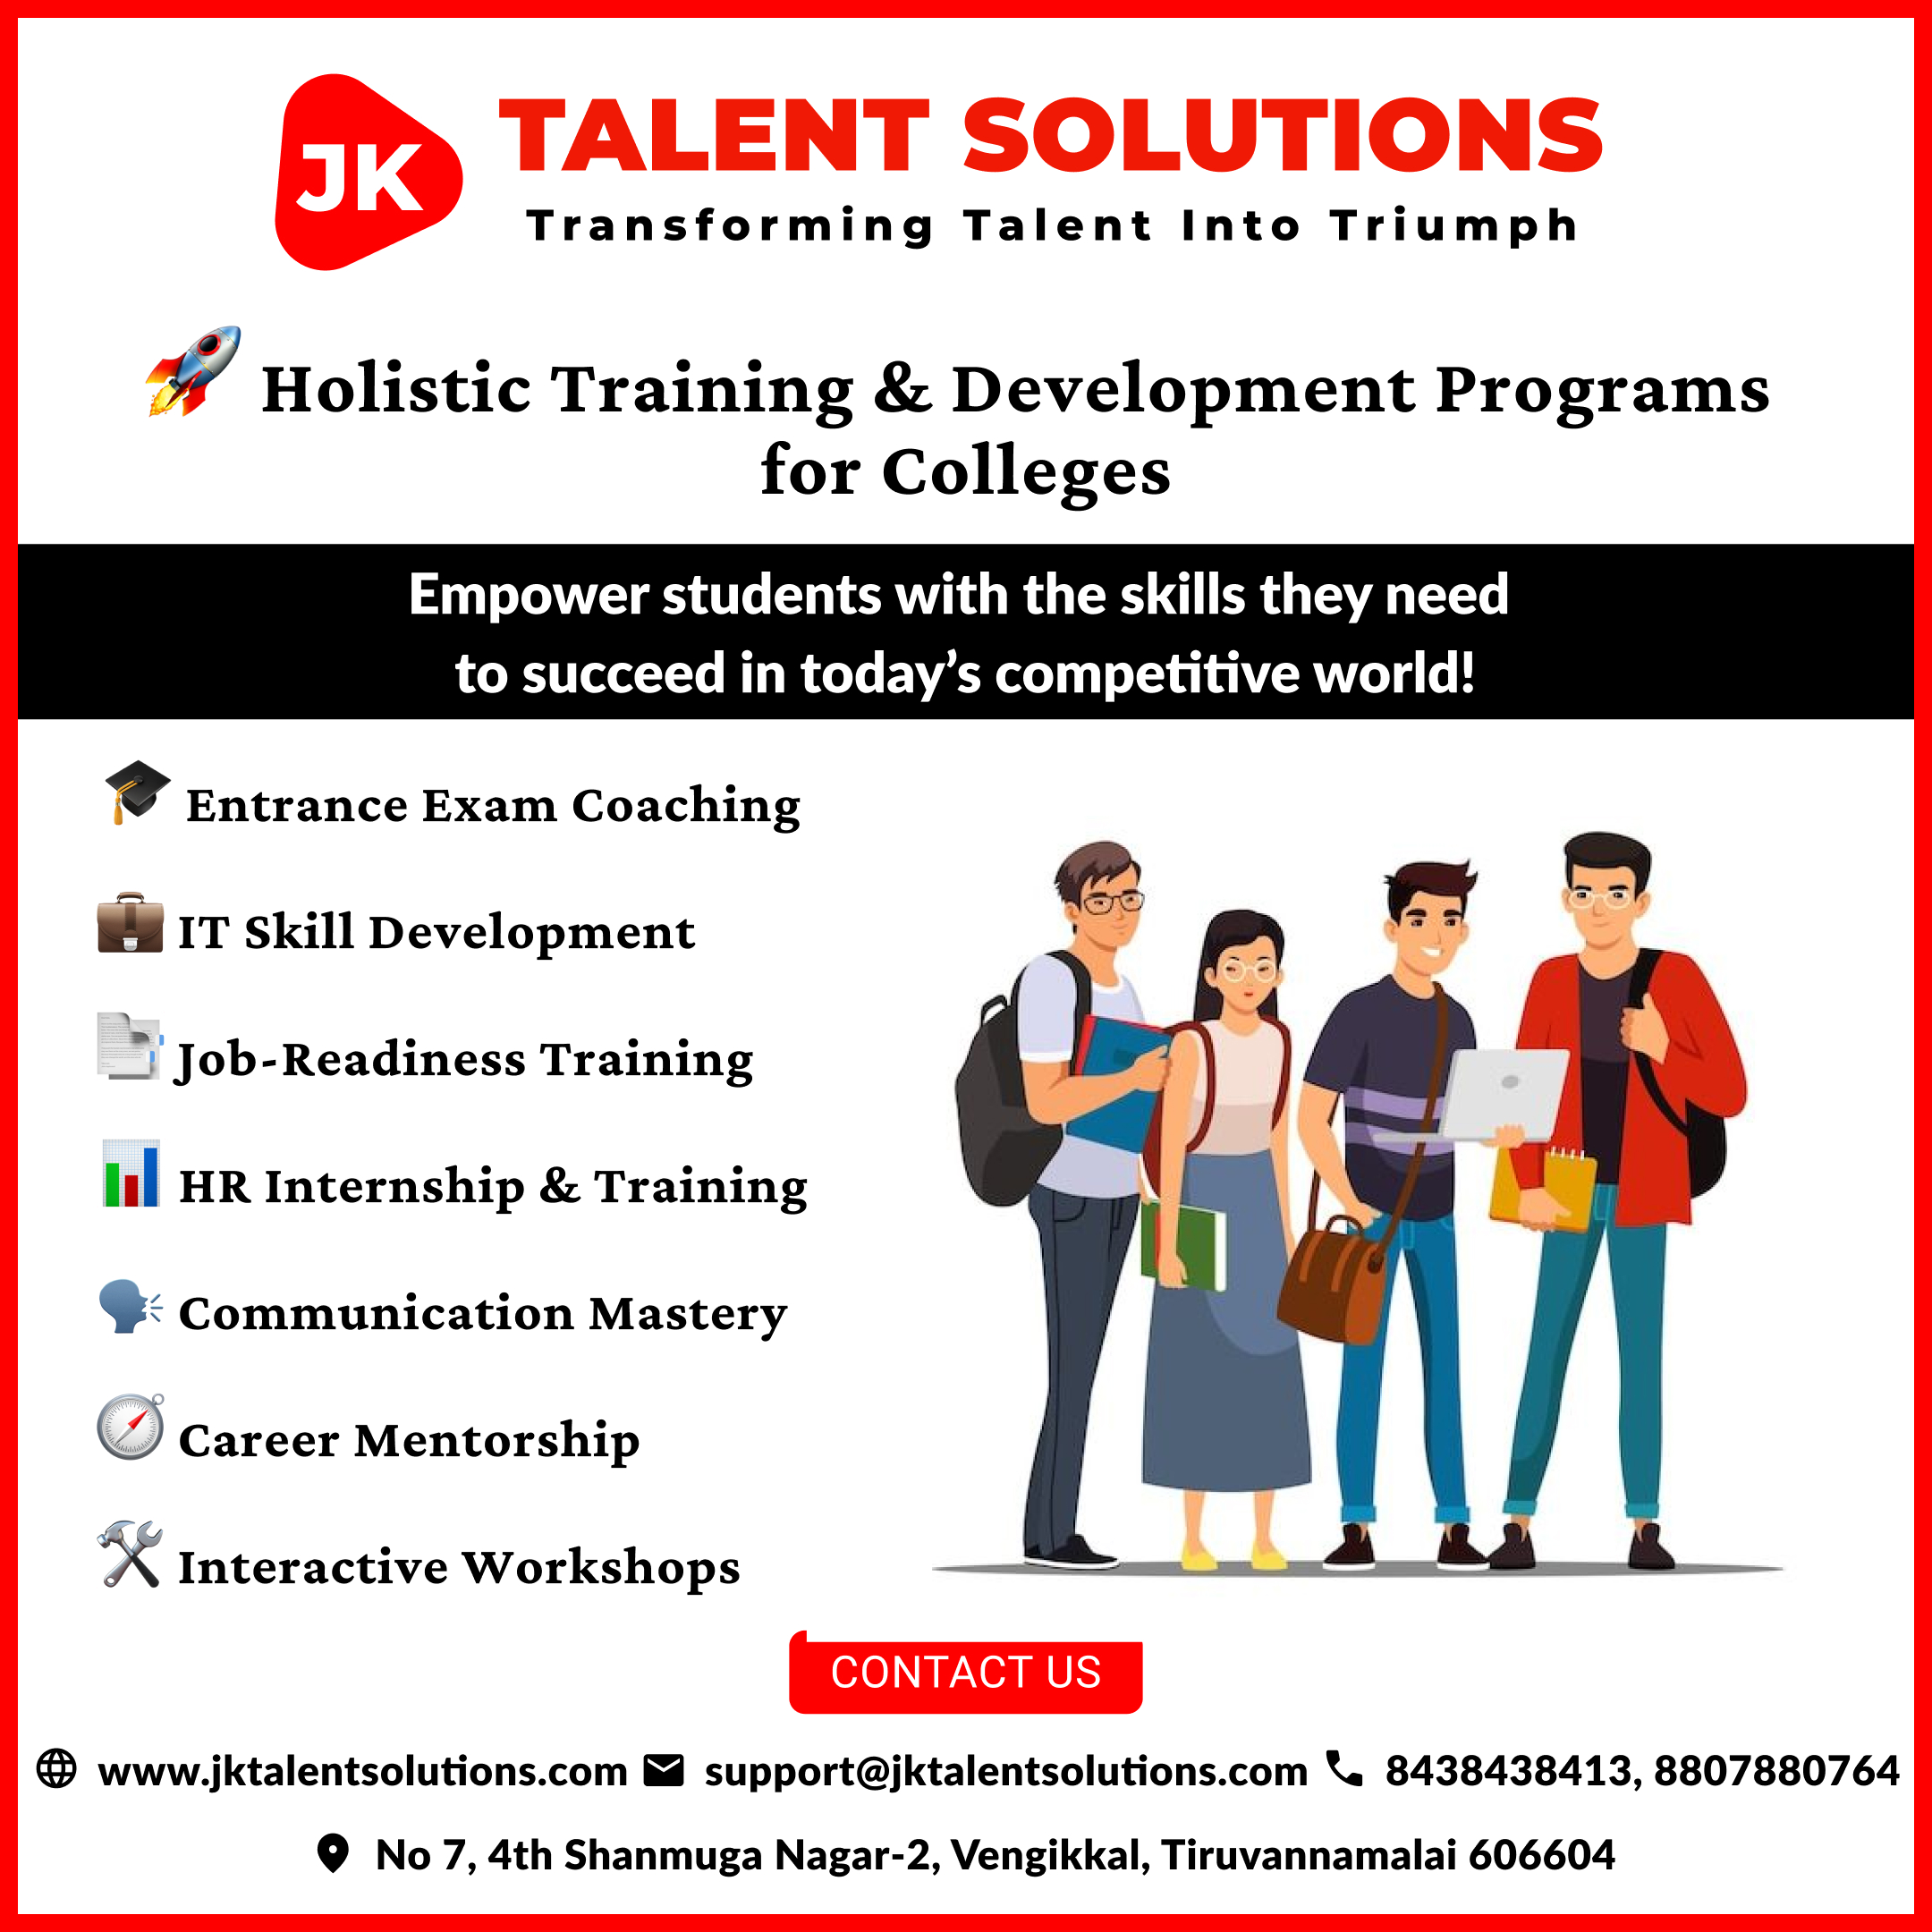 JK
TALENT SOLUTIONS
Transforming Talent Into Triumph
Holistic Training & Development Programs
for Colleges
Empower students with the skills they need
to succeed in today’s competitive world!
Entrance Exam Coaching
IT Skill Development
Job-Readiness Training
HR Internship & Training
Communication Mastery
Career Mentorship
Interactive Workshops
CONTACT US
www.jktalentsolutions.com support@jktalentsolutions.com 8438438413, 8807880764
No 7, 4th Shanmuga Nagar-2, Vengikkal, Tiruvannamalai 606604